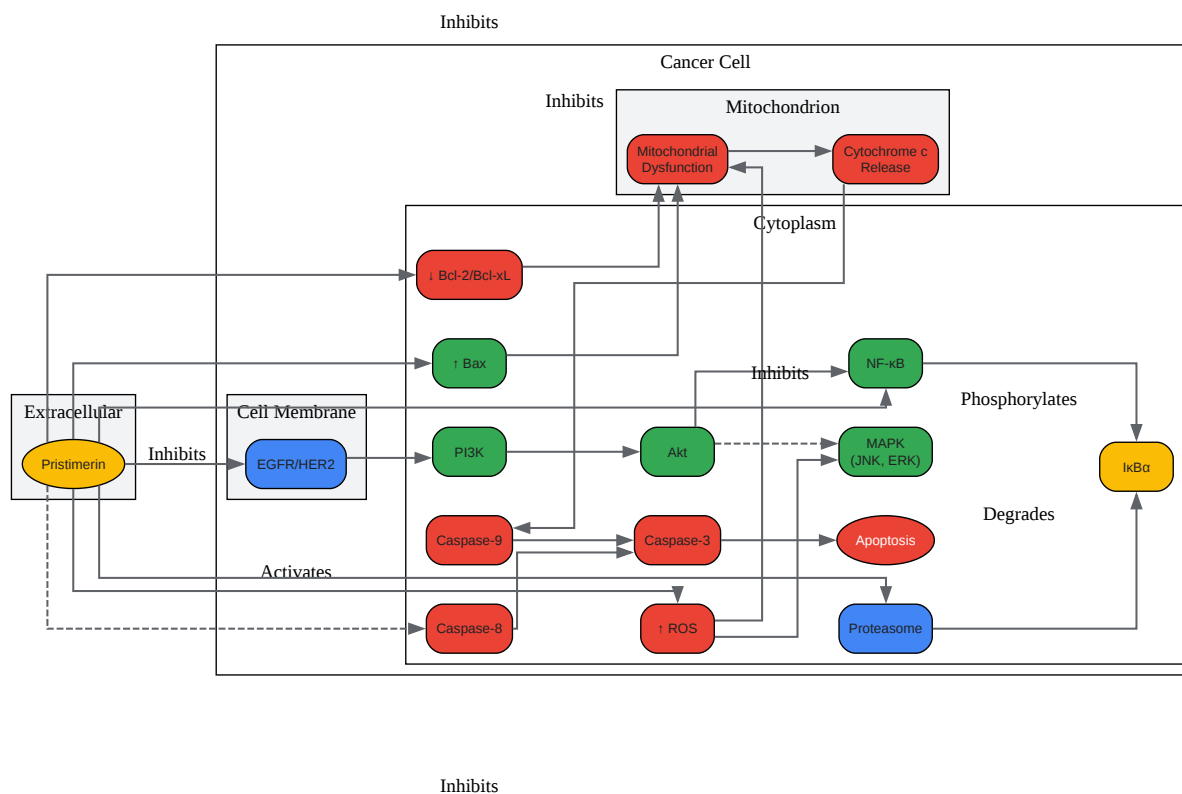 Inhibits
Cancer Cell
Inhibits
Mitochondrion
Mitochondrial
Dysfunction
Cytochrome c
Release
Cytoplasm
↓ Bcl-2/Bcl-xL
↑ Bax
Inhibits
NF-κB
Phosphorylates
Extracellular
Cell Membrane
Pristimerin
Inhibits
EGFR/HER2
PI3K
Akt
MAPK
(JNK, ERK)
IκBα
Degrades
Caspase-9
Caspase-3
Apoptosis
Activates
Caspase-8
↑ ROS
Proteasome
Inhibits